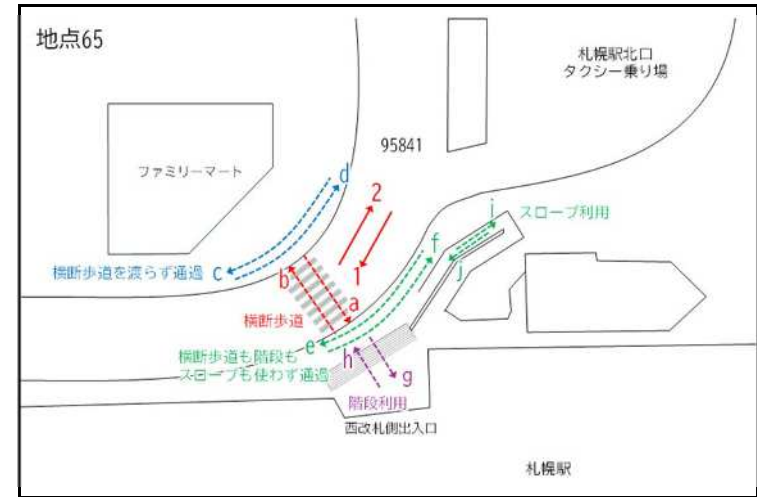 地点65
札幌駅北口
タクシー乗り場
95841
ファミリーマート
d
2
i
スロープ利用
f
横断歩道を渡らず通過
c
b
1
j
a
横断歩道
e
横断歩道も階段も
スロープも使わず通過
h
g
階段利用
西改札側出入口
札幌駅